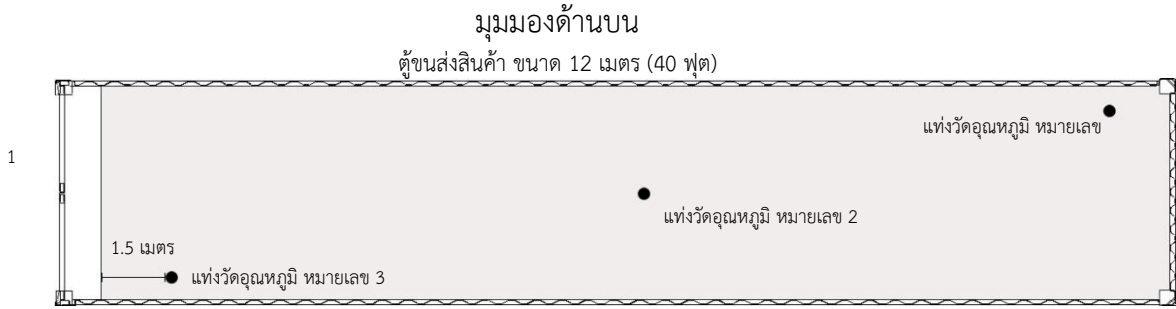 มุมมองด้านบน
ตู้ขนส่งสินค้า ขนาด 12 เมตร (40 ฟุต)
แท่งวัดอุณหภูมิ หมายเลข
1
แท่งวัดอุณหภูมิ หมายเลข 2
1.5 เมตร
แท่งวัดอุณหภูมิ หมายเลข 3